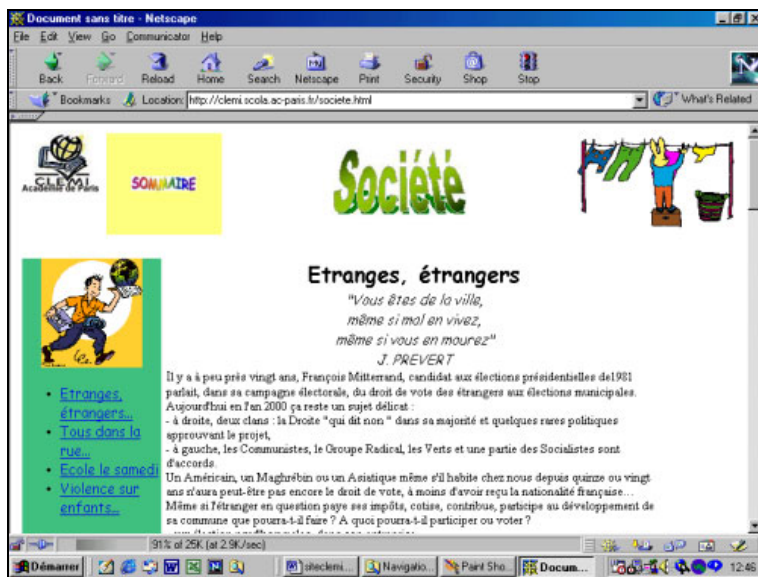 Document sans titre - Netscape
File Edit View Go Communicator Help
Back Forward Reload Home Search Netscape Print Security Shop Stop
Bookmarks Location: http://clemi.scola.ac-paris.fr/societe.html What's Related
CLEMI
Académie de Paris
SOMMAIRE
Société
Etranges, étrangers
"Vous êtes de la ville,
même si mal en vivez,
même si vous en mourez"
J. PREVERT
Il y a à peu près vingt ans, François Mitterrand, candidat aux élections présidentielles de1981
parlait, dans sa campagne électorale, du droit de vote des étrangers aux élections municipales.
Aujourd'hui en l'an 2000 ça reste un sujet délicat :
- à droite, deux clans : la Droite "qui dit non " dans sa majorité et quelques rares politiques
approuvant le projet,
- à gauche, les Communistes, le Groupe Radical, les Verts et une partie des Socialistes sont
d'accords.
Un Américain, un Maghrébin ou un Asiatique même s'il habite chez nous depuis quinze ou vingt
ans n'aura peut-être pas encore le droit de vote, à moins d'avoir reçu la nationalité française...
Même si l'étranger en question paye ses impôts, cotise, contribue, participe au développement de
sa commune que pourra-t-il faire ? A quoi pourra-t-il participer ou voter ?
• Etranges,
étrangers...
• Tous dans la
rue...
• Ecole le samedi
• Violence sur
enfants...
91% of 25K (at 2.9K/sec)
Démarrer siteclemi... Navigatio... Paint Sho... Docum... 12:46